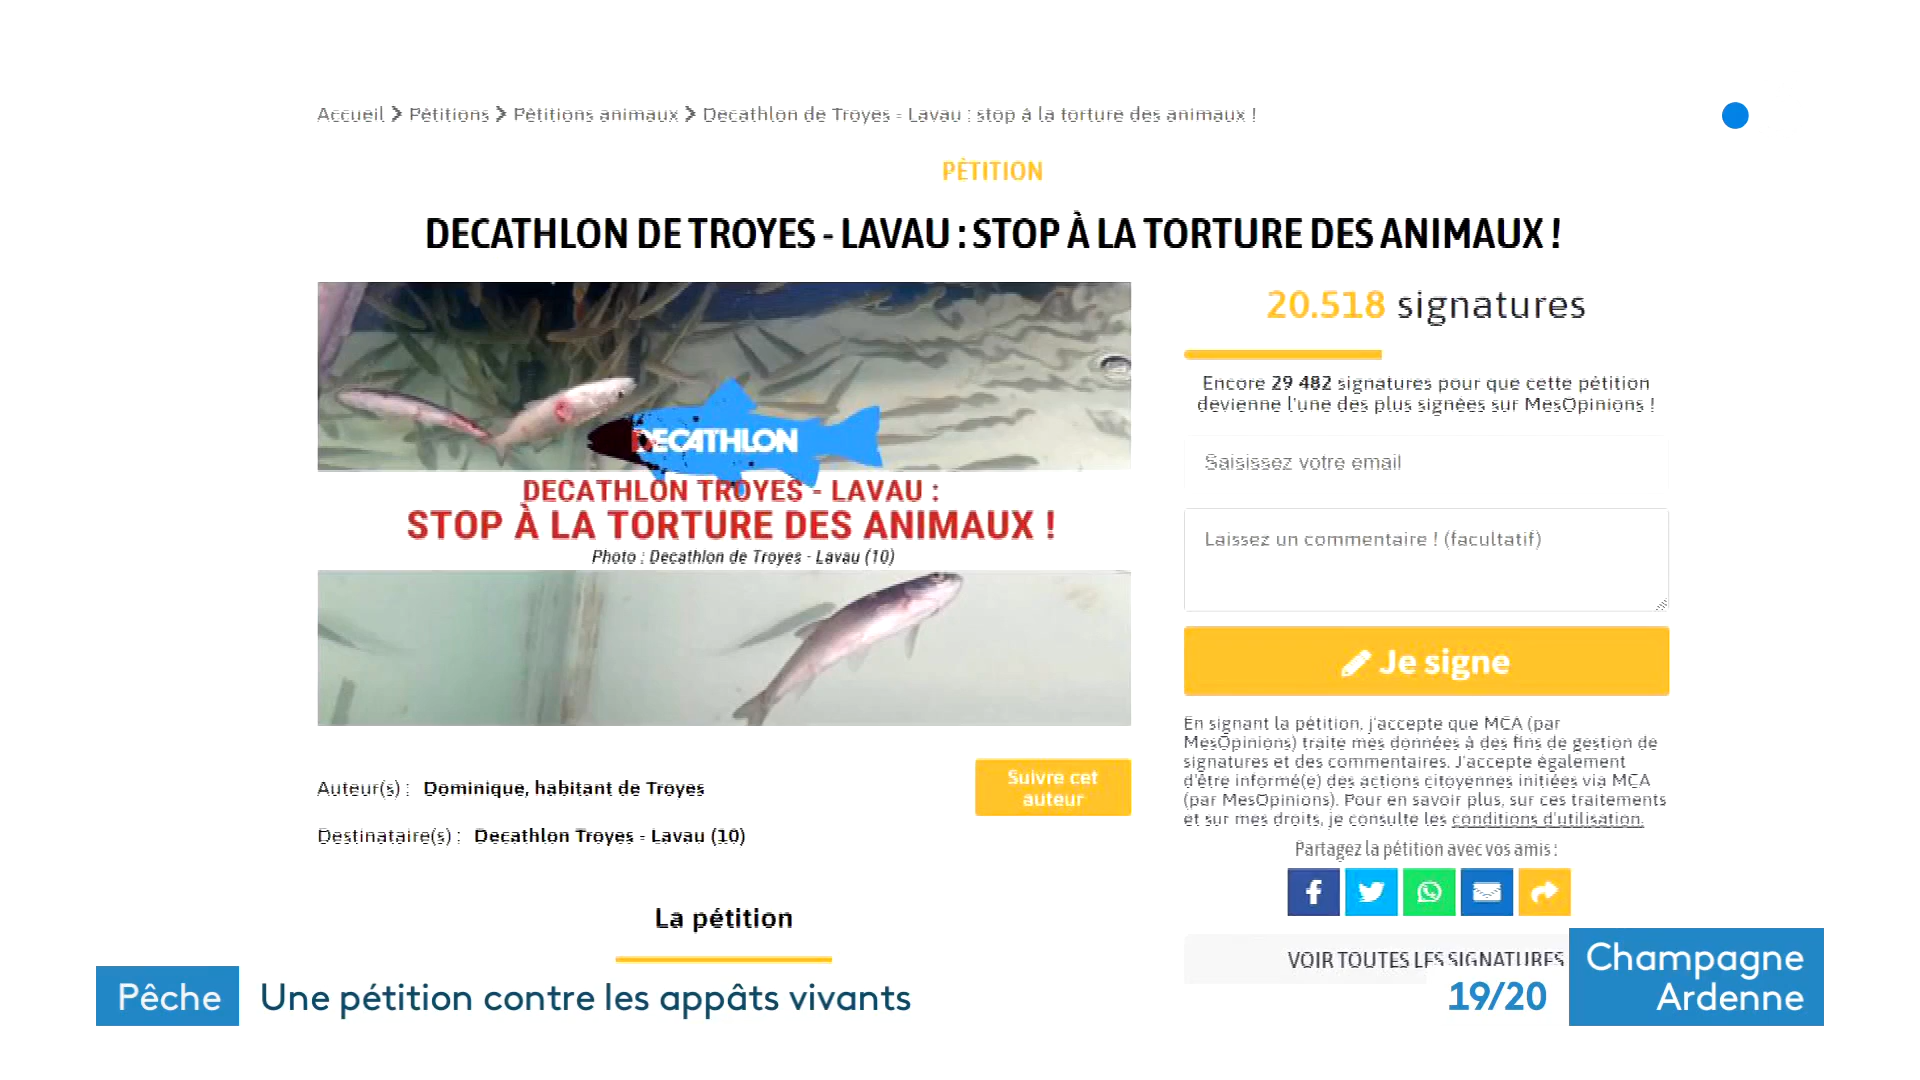 Accueil > Pétitions > Pétitions animaux > Decathlon de Troyes - Lavau : stop à la torture des animaux !
PÉTITION
DECATHLON DE TROYES - LAVAU : STOP À LA TORTURE DES ANIMAUX !
DECATHLON
DECATHLON TROYES - LAVAU :
STOP À LA TORTURE DES ANIMAUX !
Photo : Decathlon de Troyes - Lavau (10)
Auteur(s) : Dominique, habitant de Troyes
Suivre cet
auteur
Destinataire(s) : Decathlon Troyes - Lavau (10)
La pétition
20.518 signatures
Encore 29 482 signatures pour que cette pétition
devienne l'une des plus signées sur MesOpinions !
Saisissez votre email
Laissez un commentaire ! (facultatif)
Je signe
En signant la pétition, j'accepte que MCA (par
MesOpinions) traite mes données à des fins de gestion de
signatures et des commentaires. J'accepte également
d'être informé(e) des actions citoyennes initiées via MCA
(par MesOpinions). Pour en savoir plus, sur ces traitements
et sur mes droits, je consulte les conditions d'utilisation.
Partagez la pétition avec vos amis :
VOIR TOUTES LES SIGNATURES
Pêche Une pétition contre les appâts vivants
19/20
Champagne
Ardenne